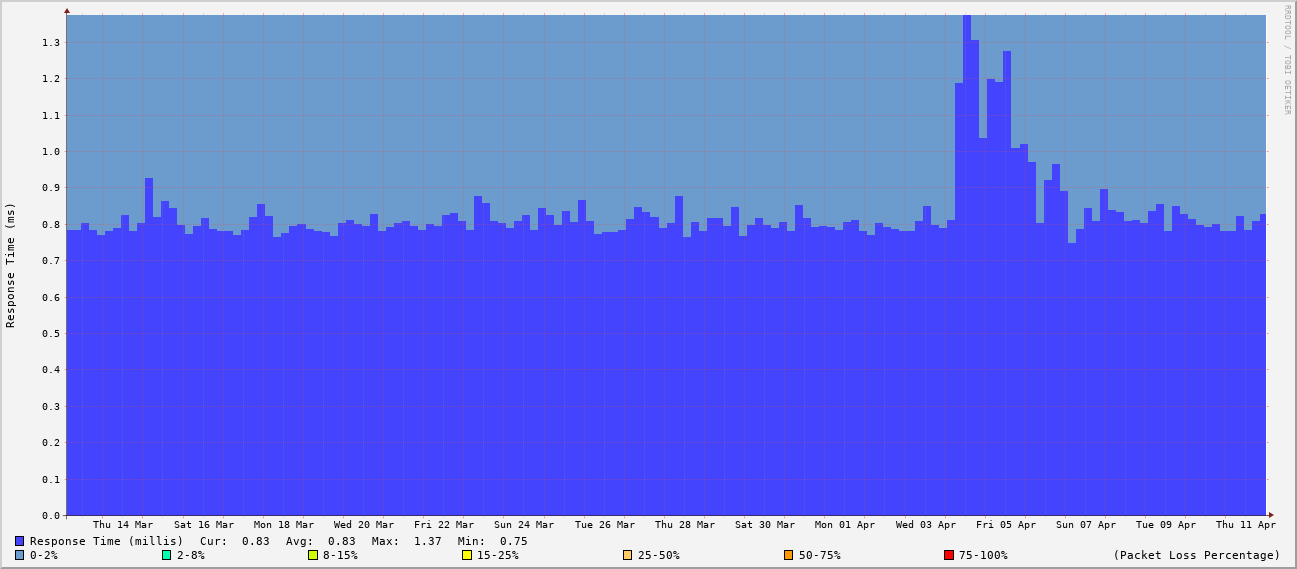 RRDTOOL / TOBI OETIKER
Response Time (ms)
1.3
1.2
1.1
1.0
0.9
0.8
0.7
0.6
0.5
0.4
0.3
0.2
0.1
0.0
Thu 14 Mar Sat 16 Mar Mon 18 Mar Wed 20 Mar Fri 22 Mar Sun 24 Mar Tue 26 Mar Thu 28 Mar Sat 30 Mar Mon 01 Apr Wed 03 Apr Fri 05 Apr Sun 07 Apr Tue 09 Apr Thu 11 Apr
Response Time (millis) Cur: 0.83 Avg: 0.83 Max: 1.37 Min: 0.75
0-2% 2-8% 8-15% 15-25% 25-50% 50-75% 75-100% (Packet Loss Percentage)